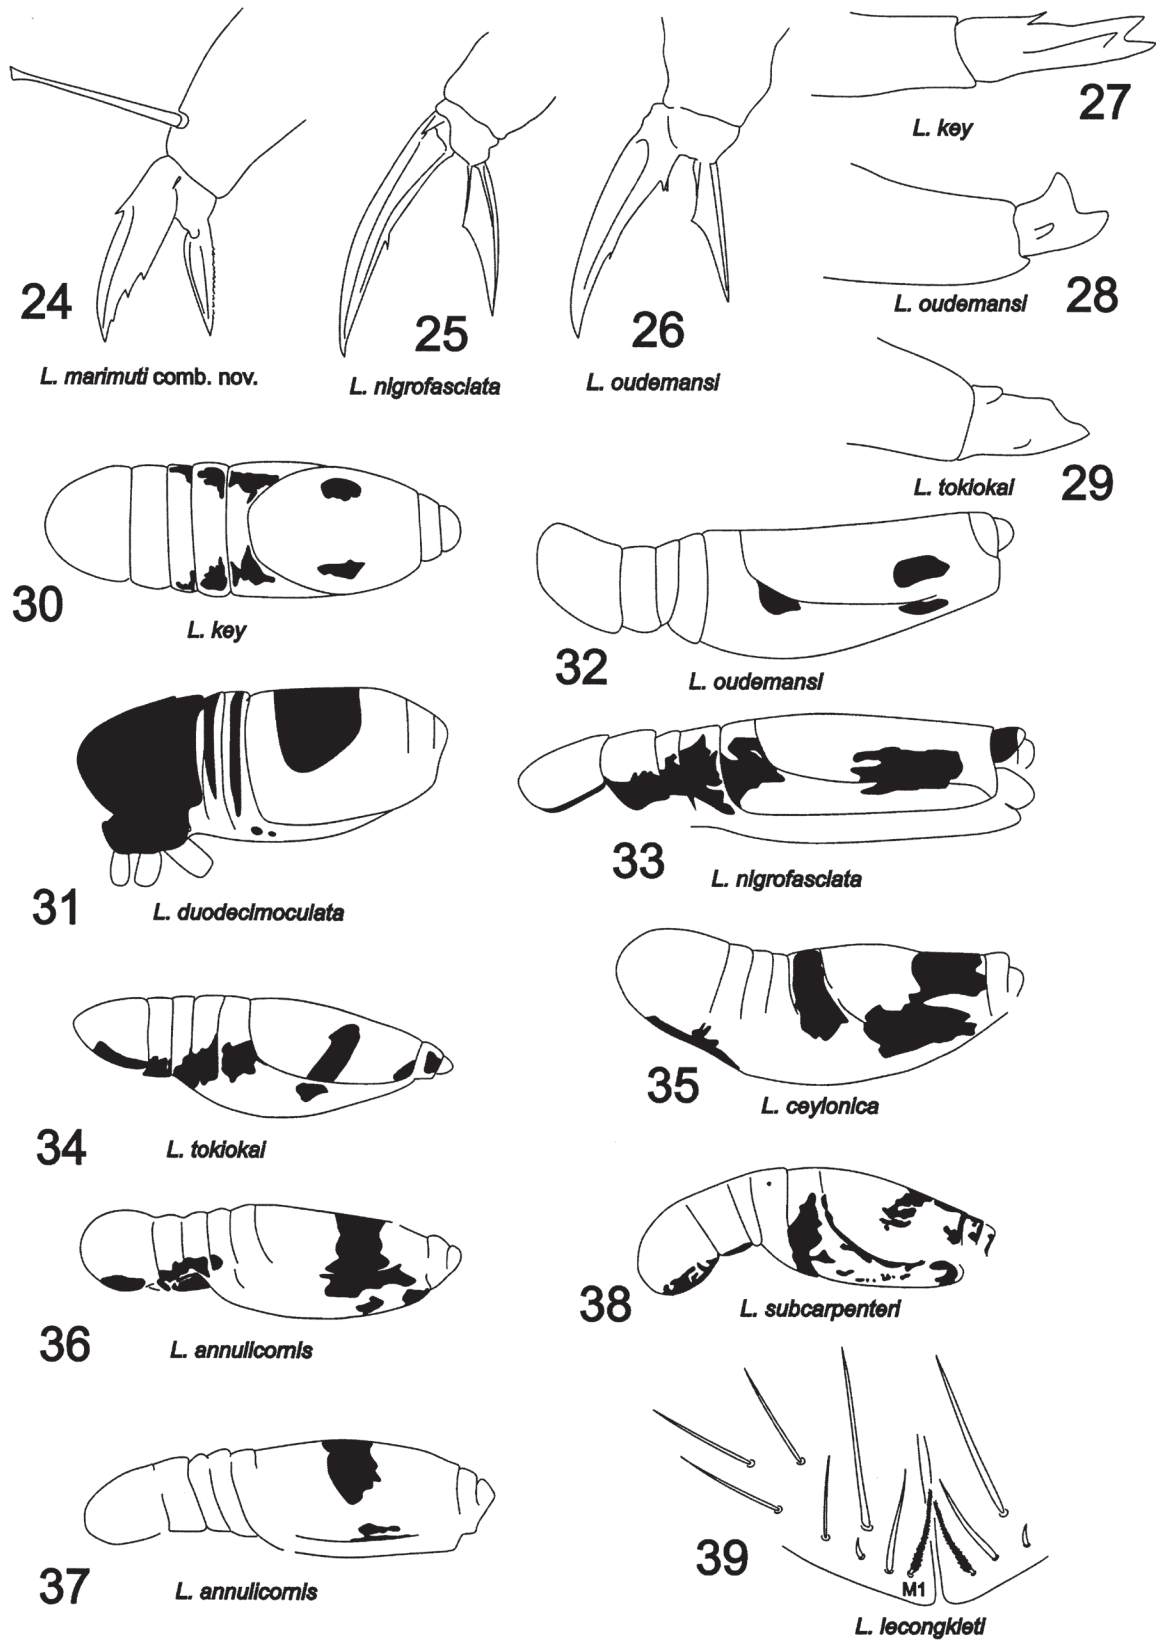 24
L. marimuti comb. nov.
25
L. nigrofasciata
26
L. oudemansi
27
L. key
28
L. oudemansi
29
L. tokiokai
30
L. key
31
L. duodecimoculata
32
L. oudemansi
33
L. nigrofasciata
34
L. tokiokai
35
L. ceylonica
36
L. annulicornis
37
L. annulicornis
38
L. subcarpenteri
39
M1
L. lecongkieti